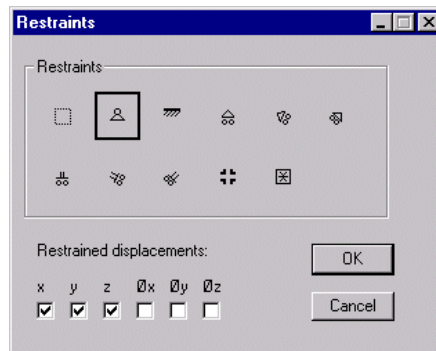 Restraints
Restraints
Restrained displacements:
x y z Øx Øy Øz
OK
Cancel